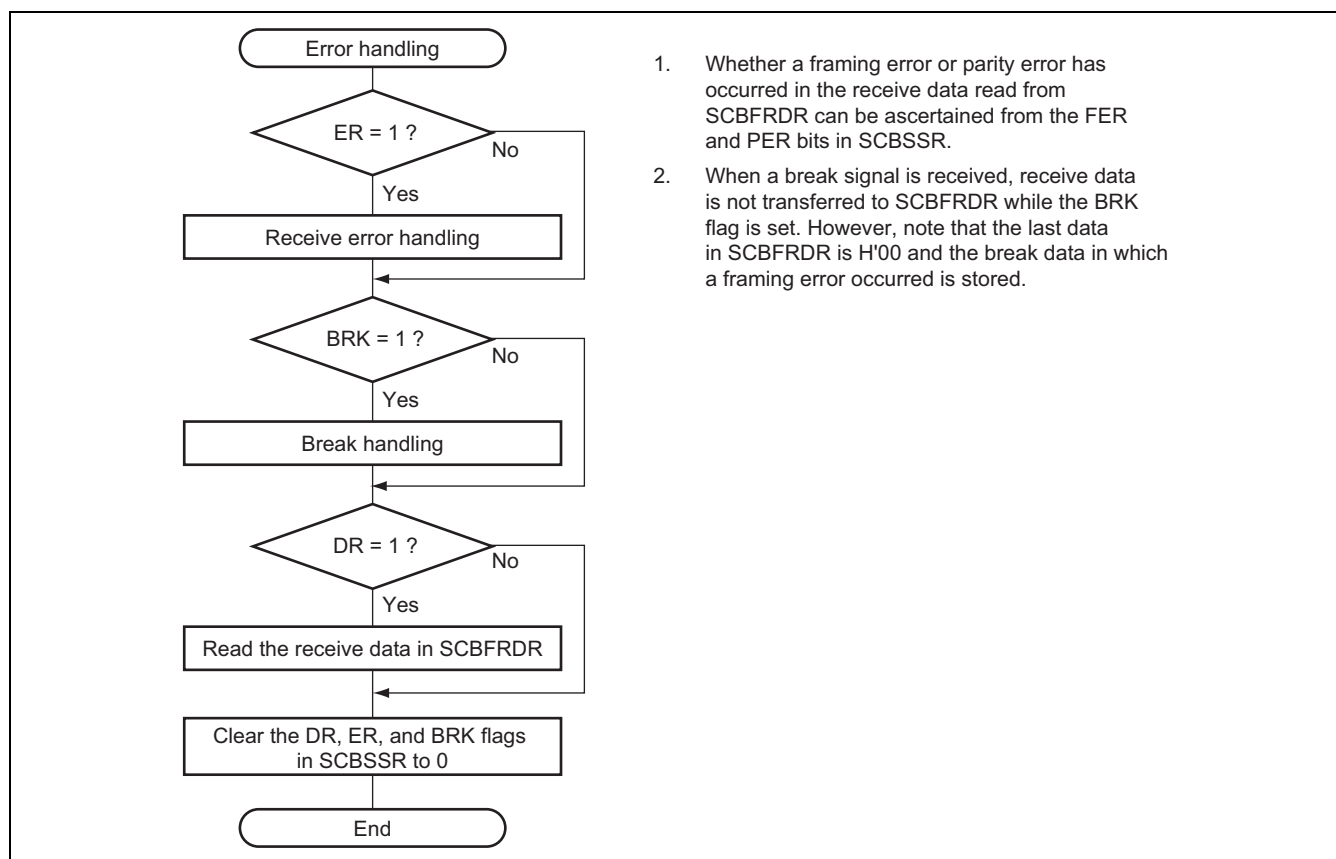 Error handling
ER = 1 ?
No
Yes
Receive error handling
BRK = 1 ?
No
Yes
Break handling
DR = 1 ?
No
Yes
Read the receive data in SCBFRDR
Clear the DR, ER, and BRK flags
in SCBSSR to 0
End
1. Whether a framing error or parity error has
occurred in the receive data read from
SCBFRDR can be ascertained from the FER
and PER bits in SCBSSR.
2. When a break signal is received, receive data
is not transferred to SCBFRDR while the BRK
flag is set. However, note that the last data
in SCBFRDR is H'00 and the break data in which
a framing error occurred is stored.